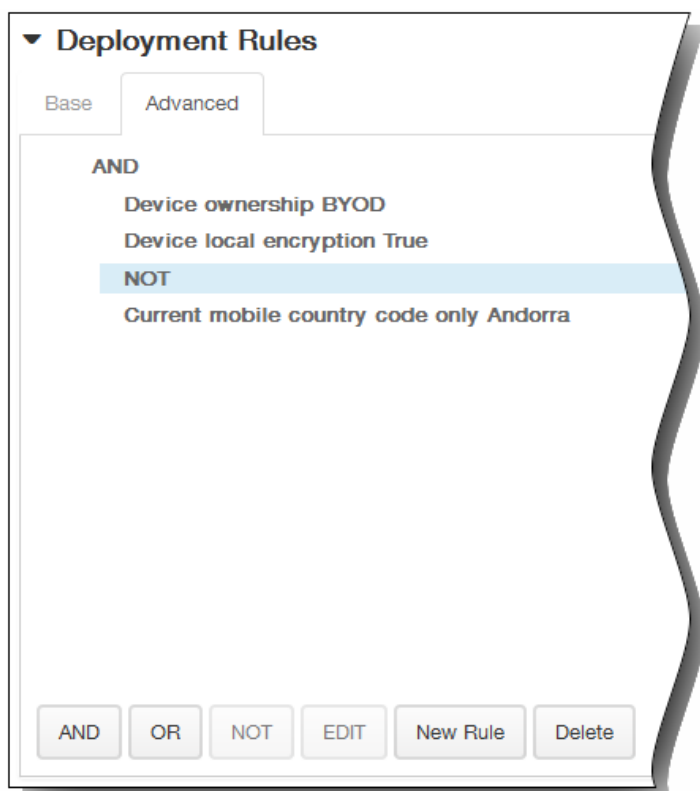 Deployment Rules
Base Advanced
AND
Device ownership BYOD
Device local encryption True
NOT
Current mobile country code only Andorra
AND OR NOT EDIT New Rule Delete